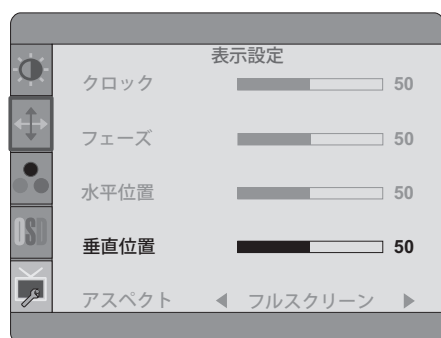 表示設定
クロック 50
フェーズ 50
水平位置 50
垂直位置 50
OSD
アスペクト フルスクリーン